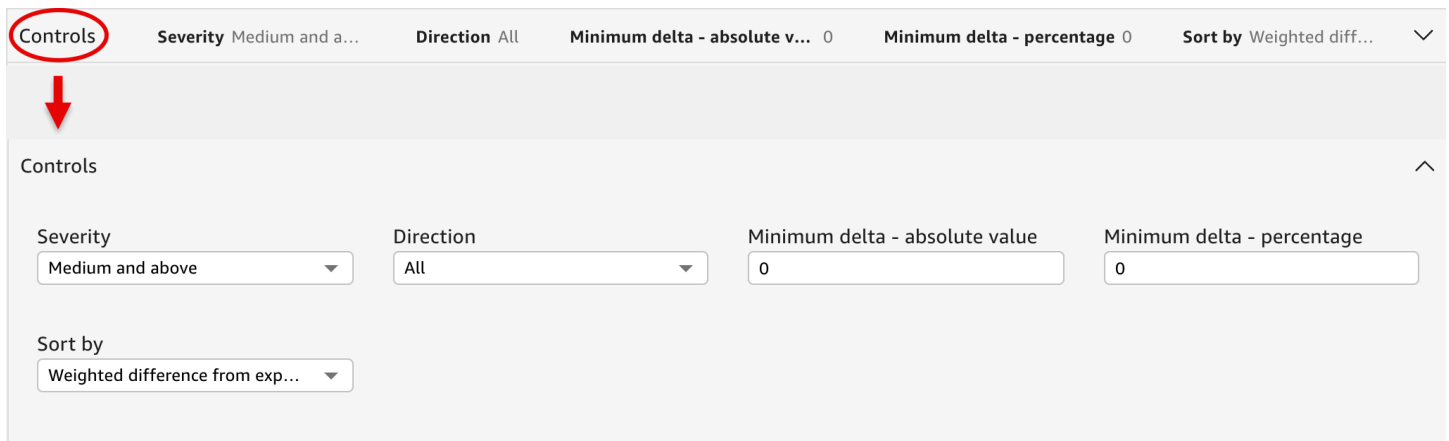 Controls Severity Medium and a... Direction All Minimum delta - absolute v... 0 Minimum delta - percentage 0 Sort by Weighted diff...
Controls
Severity Direction Minimum delta - absolute value Minimum delta - percentage
Medium and above All 0 0
Sort by
Weighted difference from exp...